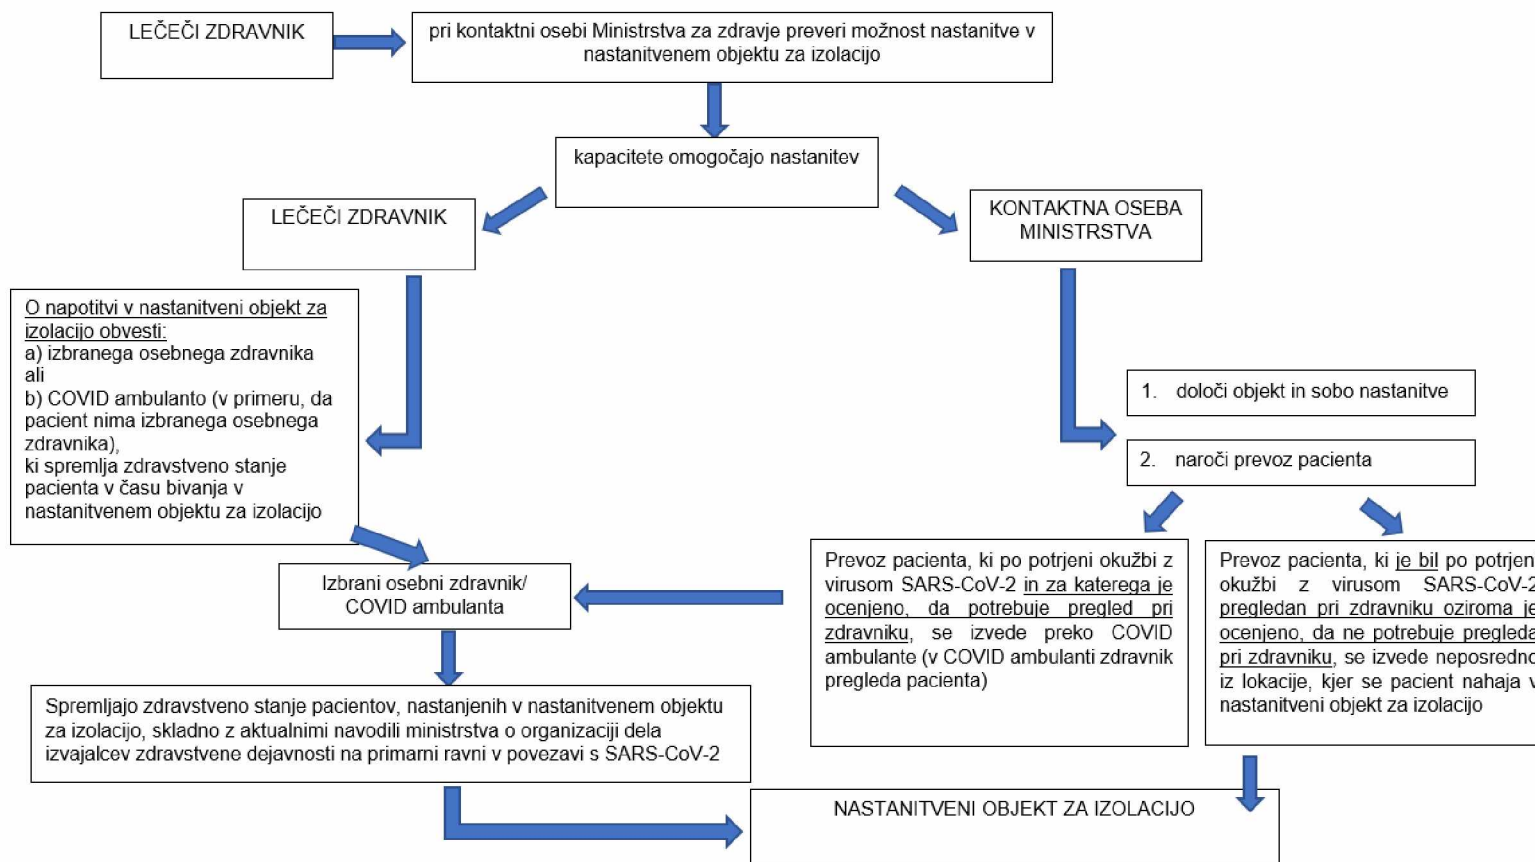 LEČEČI ZDRAVNIK
pri kontaktni osebi Ministrstva za zdravje preveri možnost nastanitve v
nastanitvenem objektu za izolacijo
kapacitete omogočajo nastanitev
LEČEČI ZDRAVNIK
KONTAKTNA OSEBA
MINISTRSTVA
O napotitvi v nastanitveni objekt za
izolacijo obvesti:
a) izbranega osebnega zdravnika
ali
b) COVID ambulanto (v primeru, da
pacient nima izbranega osebnega
zdravnika),
ki spremlja zdravstveno stanje
pacienta v času bivanja v
nastanitvenem objektu za izolacijo
1. določi objekt in sobo nastanitve
2. naroči prevoz pacienta
Izbrani osebni zdravnik/
COVID ambulanta
Prevoz pacienta, ki po potrjeni okužbi z
virusom SARS-CoV-2 in za katerega je
ocenjeno, da potrebuje pregled pri
zdravniku, se izvede preko COVID
ambulante (v COVID ambulanti zdravnik
pregleda pacienta)
Prevoz pacienta, ki je bil po potrjeni
okužbi z virusom SARS-CoV-2
pregledan pri zdravniku oziroma je
ocenjeno, da ne potrebuje pregleda
pri zdravniku, se izvede neposredno
iz lokacije, kjer se pacient nahaja v
nastanitveni objekt za izolacijo
Spremljajo zdravstveno stanje pacientov, nastanjenih v nastanitvenem objektu
za izolacijo, skladno z aktualnimi navodili ministrstva o organizaciji dela
izvajalcev zdravstvene dejavnosti na primarni ravni v povezavi s SARS-CoV-2
NASTANITVENI OBJEKT ZA IZOLACIJO